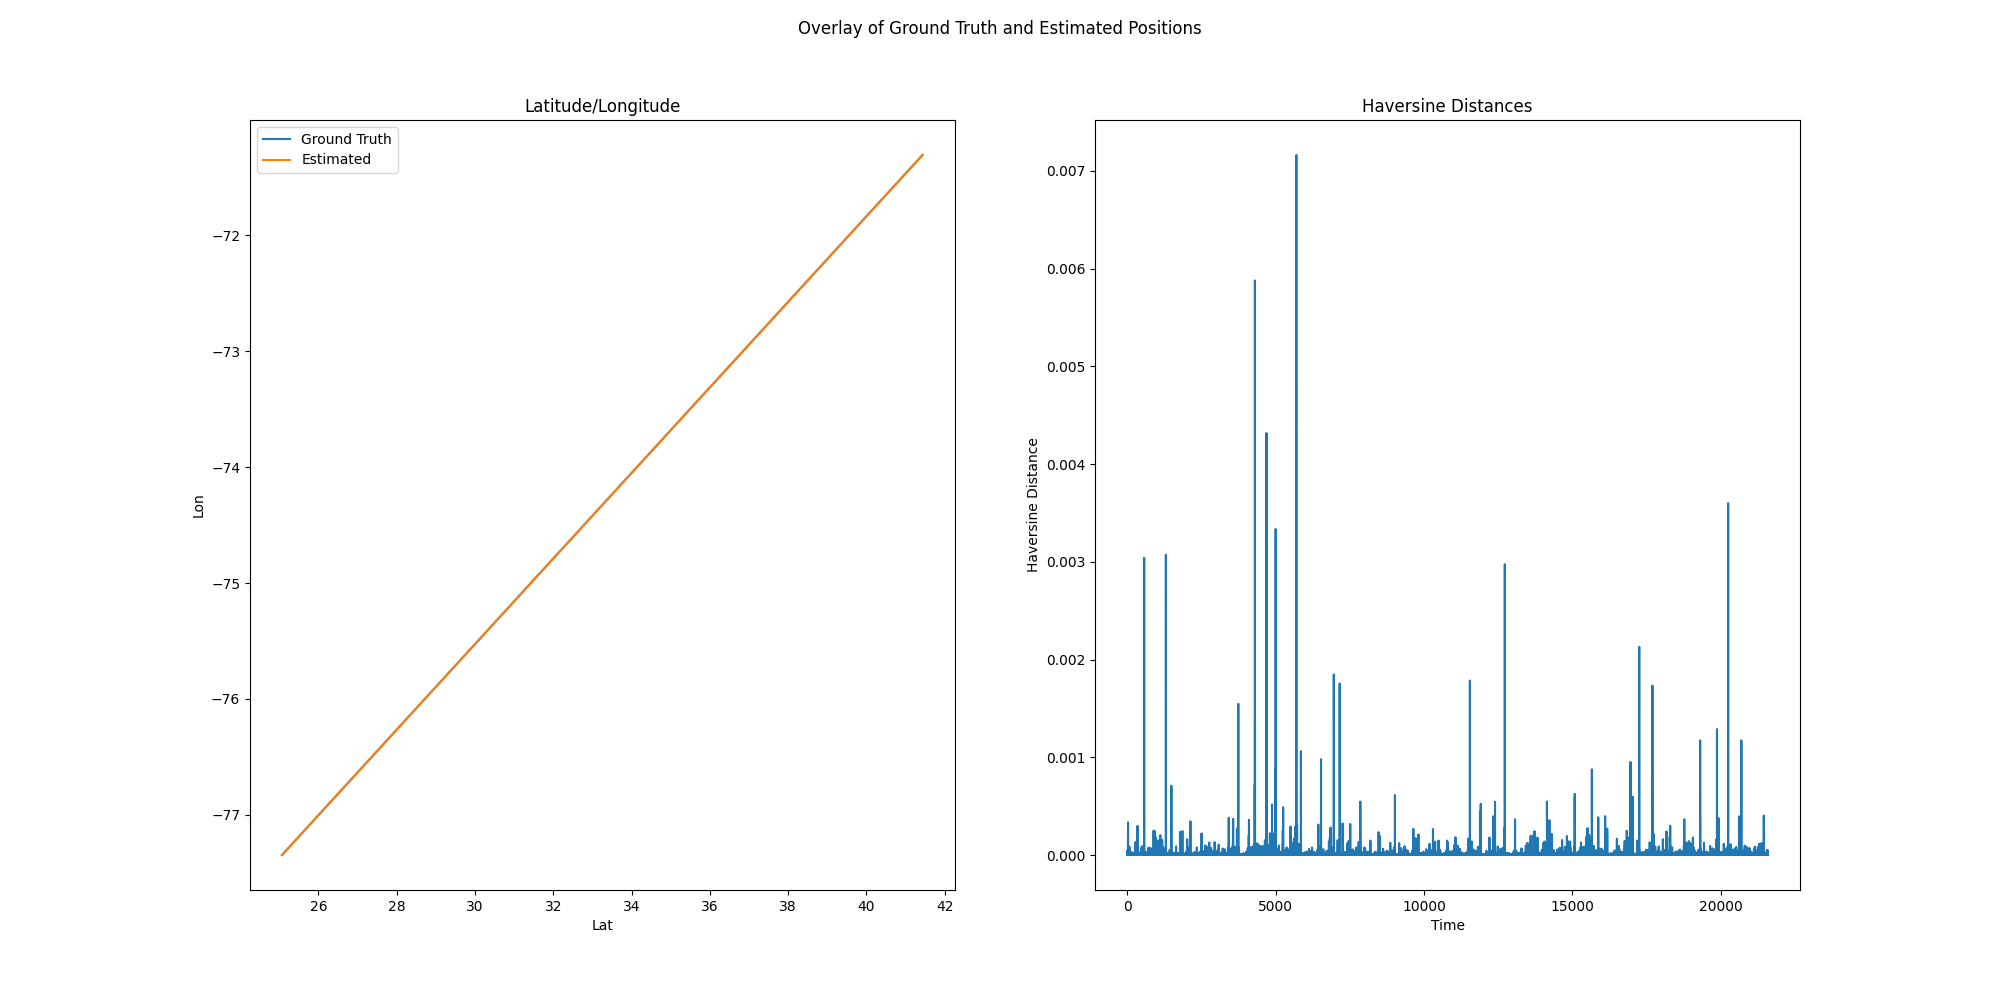 Overlay of Ground Truth and Estimated Positions
Latitude/Longitude
Ground Truth
Estimated
−72
−73
−74
−75
−76
−77
Lon
26 28 30 32 34 36 38 40 42
Lat
Haversine Distances
0.007
0.006
0.005
0.004
0.003
0.002
0.001
0.000
Haversine Distance
0 5000 10000 15000 20000
Time